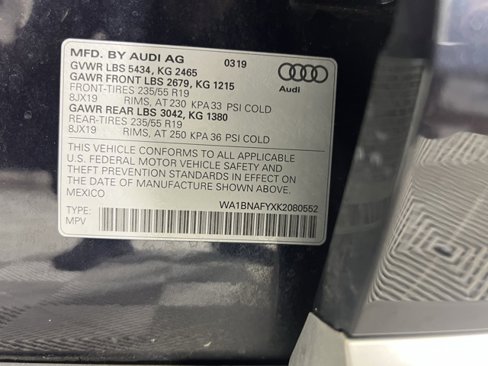 MFD. BY AUDI AG 0319
GVWR LBS 5434, KG 2465
GAWR FRONT LBS 2679, KG 1215
FRONT-TIRES 235/55 R19
8JX19 RIMS, AT 230 KPA 33 PSI COLD
GAWR REAR LBS 3042, KG 1380
REAR-TIRES 235/55 R19
8JX19 RIMS, AT 250 KPA 36 PSI COLD
Audi
THIS VEHICLE CONFORMS TO ALL APPLICABLE
U.S. FEDERAL MOTOR VEHICLE SAFETY AND
THEFT PREVENTION STANDARDS IN EFFECT ON
THE DATE OF MANUFACTURE SHOWN ABOVE.
MEXICO
WA1BNAFYXK2080552
TYPE:
MPV